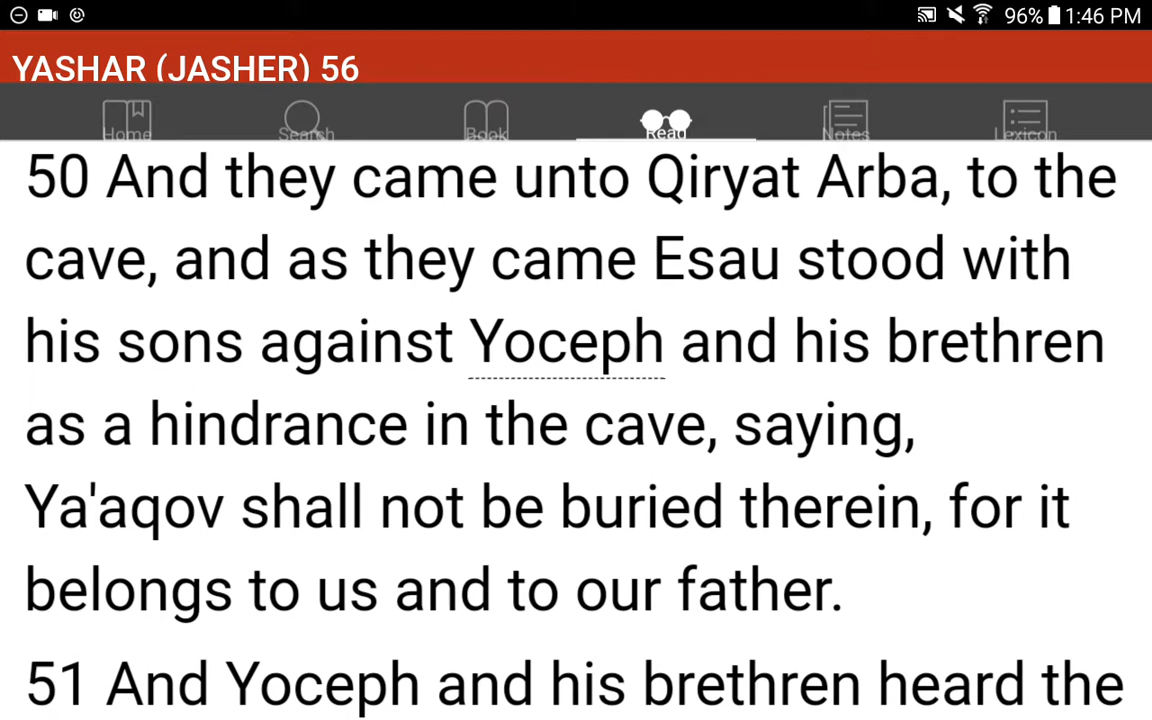 96% 1:46 PM
YASHAR (JASHER) 56
Home Search Book Read Notes Lexicon
50 And they came unto Qiryat Arba, to the
cave, and as they came Esau stood with
his sons against Yoceph and his brethren
as a hindrance in the cave, saying,
Ya'aqov shall not be buried therein, for it
belongs to us and to our father.
51 And Yoceph and his brethren heard the